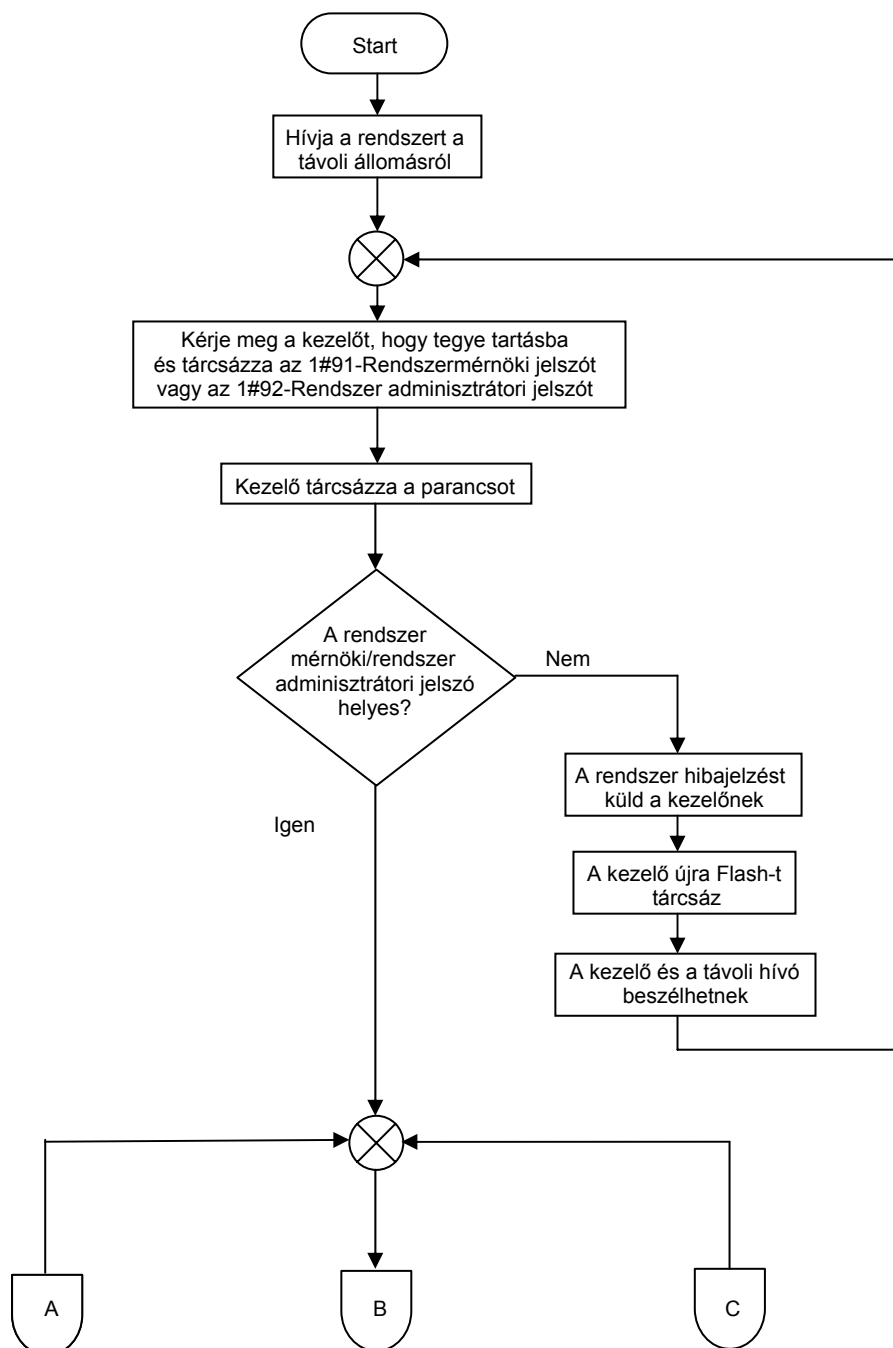 Start
Hívja a rendszert a
távoli állomásról
Kérje meg a kezelőt, hogy tegye tartásba
és tárcsázza az 1#91-Rendszermérnöki jelszót
vagy az 1#92-Rendszer adminisztrátori jelszót
Kezelő tárcsázza a parancsot
A rendszer
mérnöki/rendszer
adminisztrátori jelszó
helyes?
Nem
A rendszer hibajelzést
küld a kezelőnek
Igen
A kezelő újra Flash-t
tárcsáz
A kezelő és a távoli hívó
beszélhetnek
A
B
C